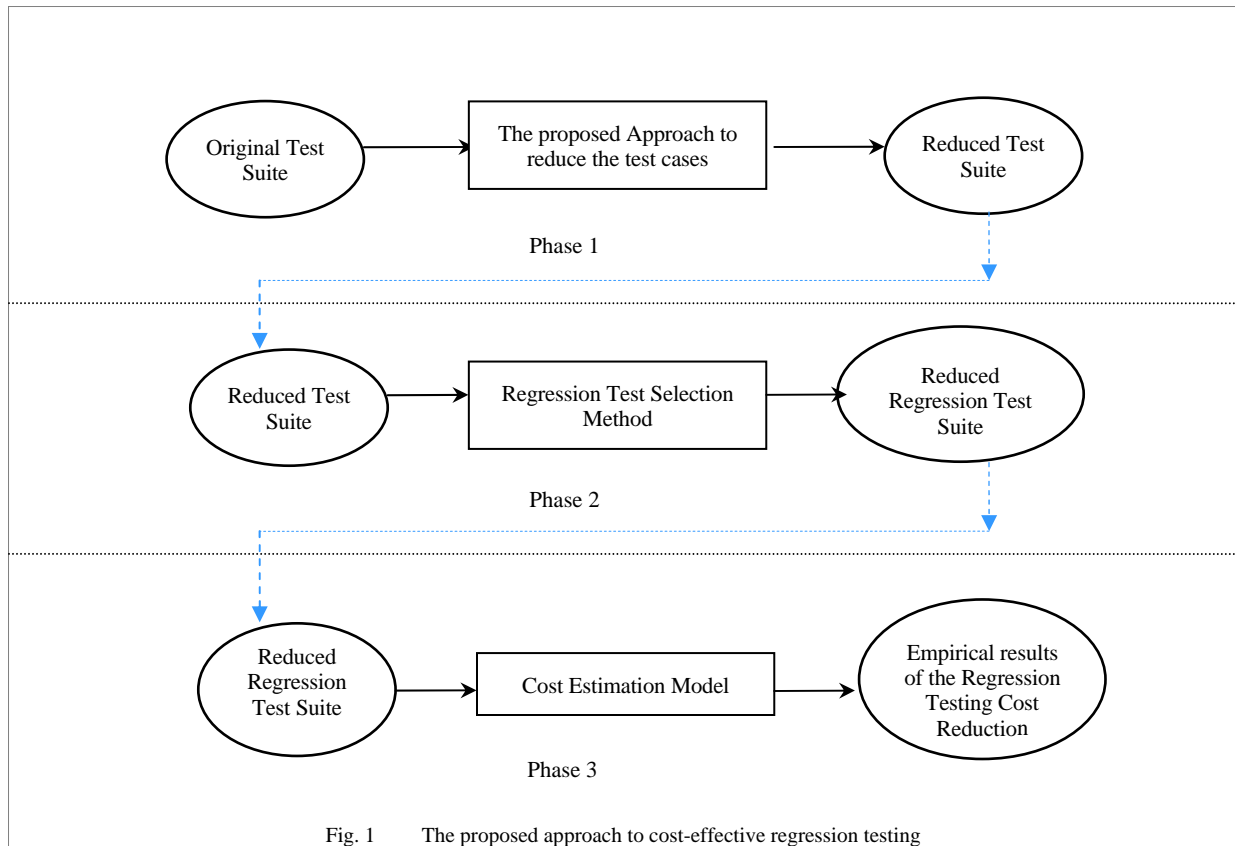 Original Test
Suite
The proposed Approach to
reduce the test cases
Reduced Test
Suite
Phase 1
Reduced Test
Suite
Regression Test Selection
Method
Reduced
Regression Test
Suite
Phase 2
Reduced
Regression
Test Suite
Cost Estimation Model
Empirical results
of the Regression
Testing Cost
Reduction
Phase 3
Fig. 1 The proposed approach to cost-effective regression testing